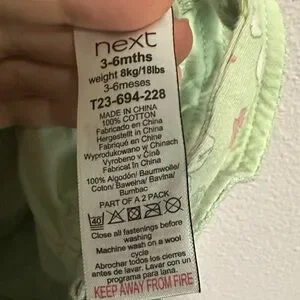 next
3-6mths
weight 8kg/18lbs
3-6meses
T23-694-228
MADE IN CHINA
100% COTTON
Fabricado en China
Hergestellt in China
Fabriqué en Chine
Wyprodukowano w Chinach
Vyrobeno v Číně
Fabricat in China
100% Algodón/ Baumwolle/
Coton/ Bawełna/ Bavlna/
Bumbac
PART OF A 2 PACK
40
Close all fastenings before
washing
Machine wash on a wool
cycle
Abrochar todos los cierres
antes de lavar. Lavar con un
programa para lana.
KEEP AWAY FROM FIRE